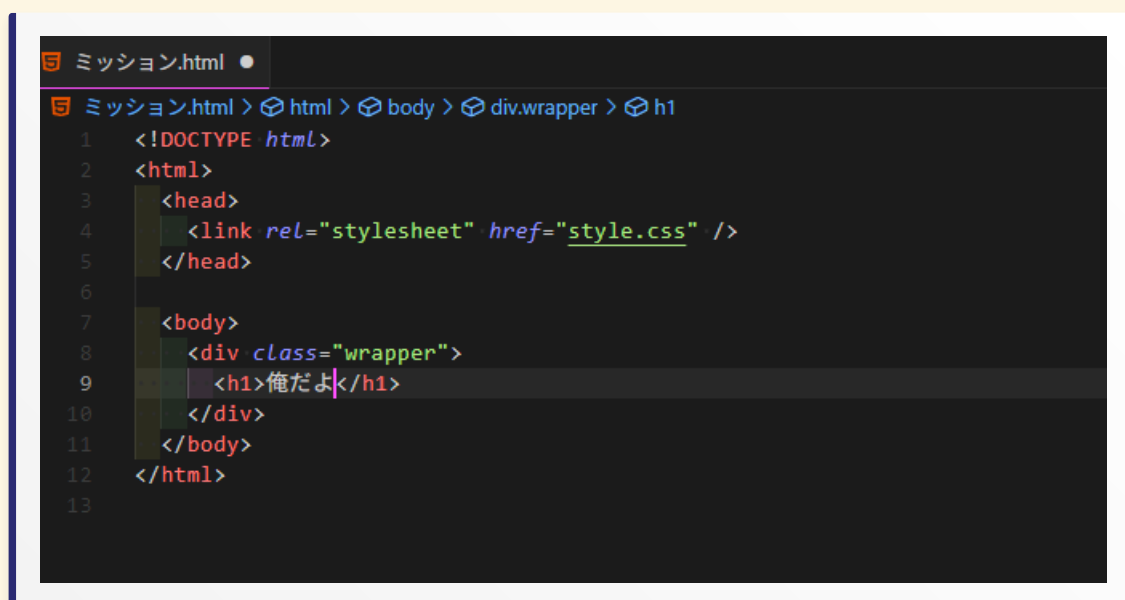 ミッション.html ●
ミッション.html > html > body > div.wrapper > h1
1 <!DOCTYPE html>
2 <html>
3 <head>
4 <link rel="stylesheet" href="style.css" />
5 </head>
6
7 <body>
8 <div class="wrapper">
9 <h1>俺だよ</h1>
10 </div>
11 </body>
12 </html>
13